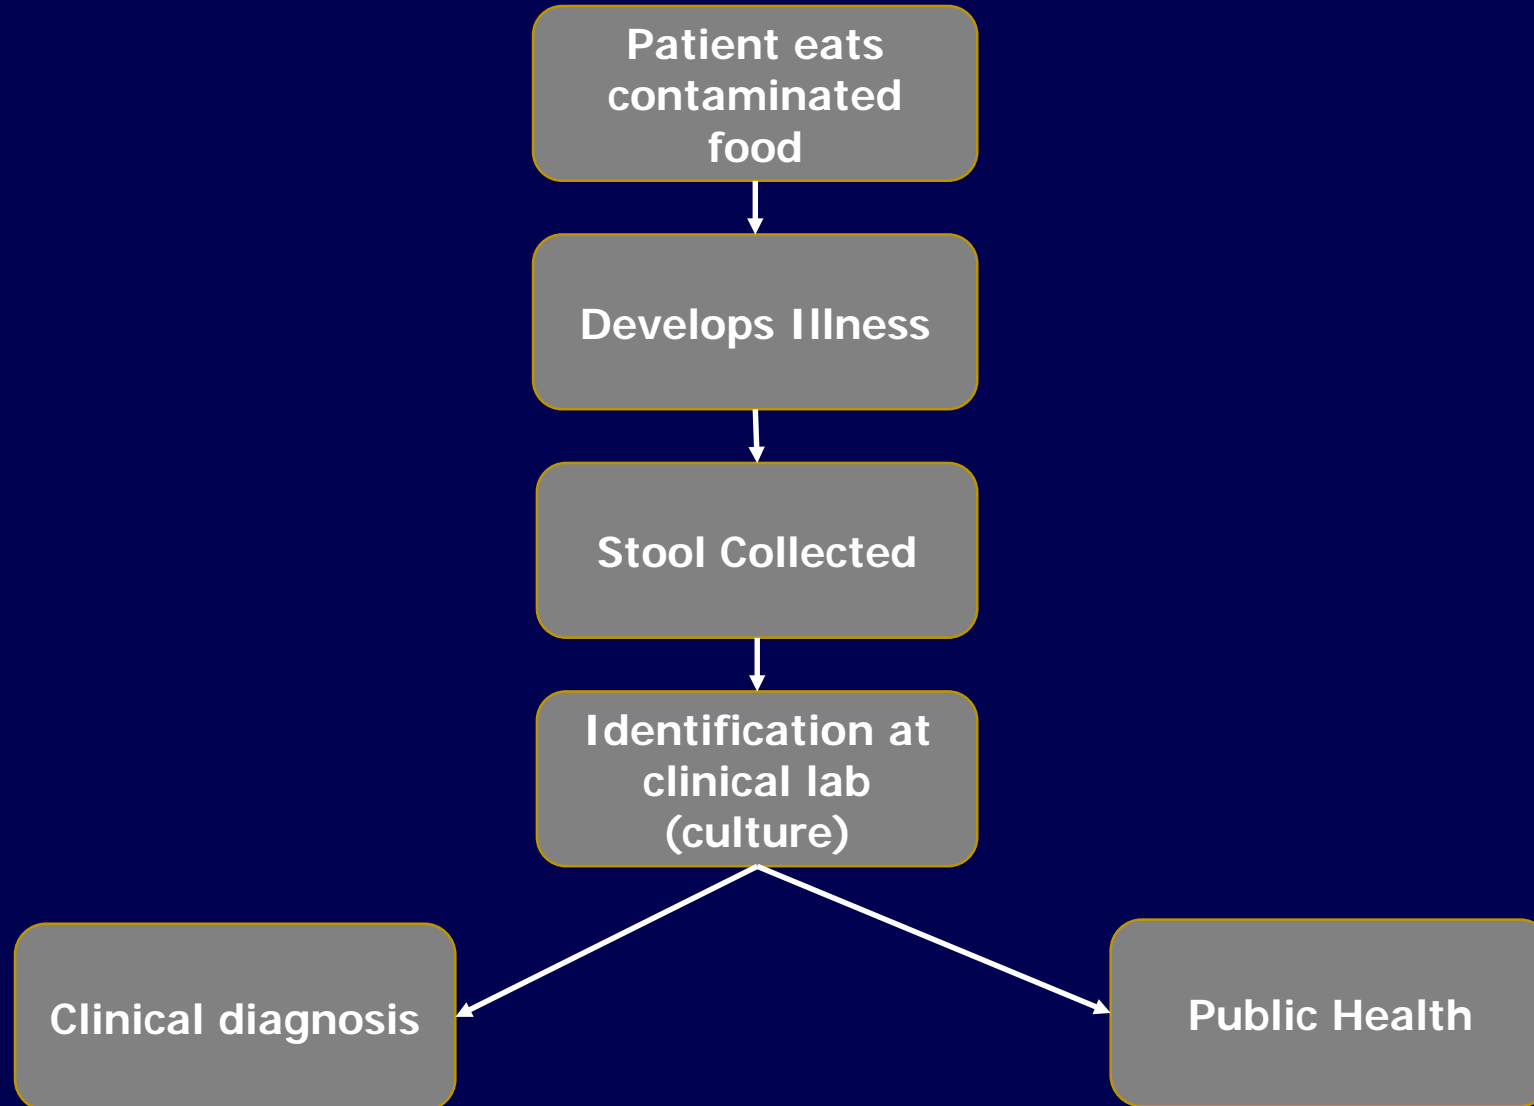 Patient eats
contaminated
food
Develops Illness
Stool Collected
Identification at
clinical lab
(culture)
Clinical diagnosis
Public Health